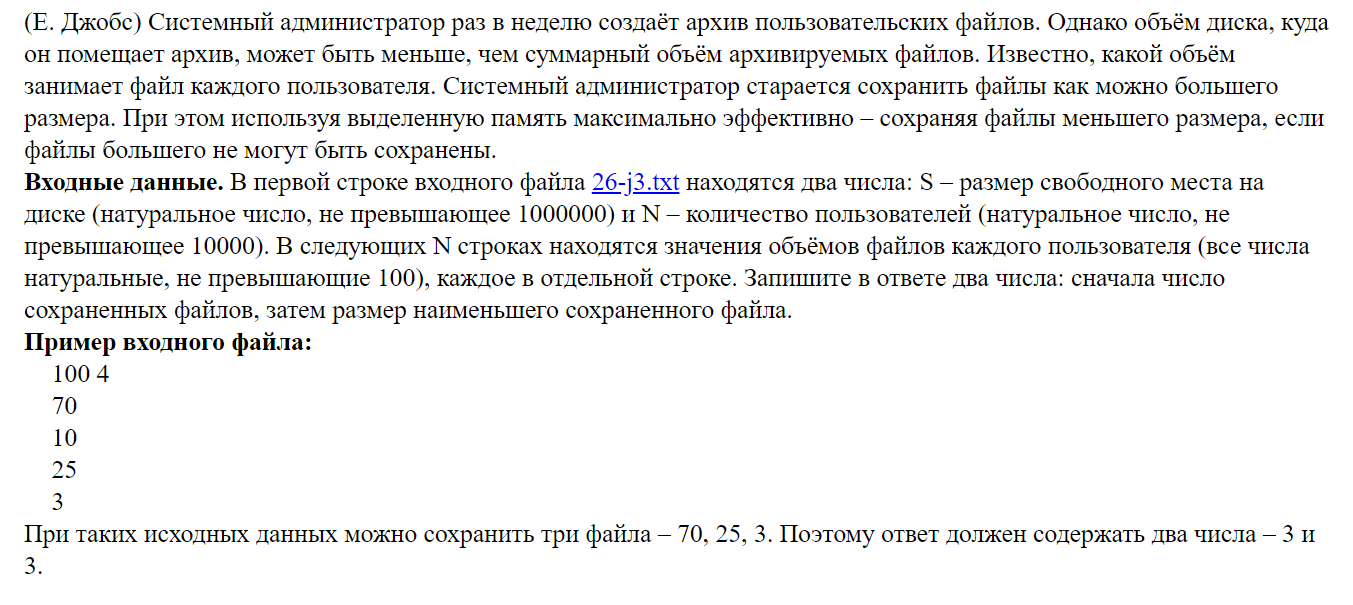 (Е. Джобс) Системный администратор раз в неделю создаёт архив пользовательских файлов. Однако объём диска, куда
он помещает архив, может быть меньше, чем суммарный объём архивируемых файлов. Известно, какой объём
занимает файл каждого пользователя. Системный администратор старается сохранить файлы как можно большего
размера. При этом используя выделенную память максимально эффективно – сохраняя файлы меньшего размера, если
файлы большего не могут быть сохранены.
Входные данные. В первой строке входного файла 26-j3.txt находятся два числа: S – размер свободного места на
диске (натуральное число, не превышающее 1000000) и N – количество пользователей (натуральное число, не
превышающее 10000). В следующих N строках находятся значения объёмов файлов каждого пользователя (все числа
натуральные, не превышающие 100), каждое в отдельной строке. Запишите в ответе два числа: сначала число
сохраненных файлов, затем размер наименьшего сохраненного файла.
Пример входного файла:
100 4
70
10
25
3
При таких исходных данных можно сохранить три файла – 70, 25, 3. Поэтому ответ должен содержать два числа – 3 и
3.